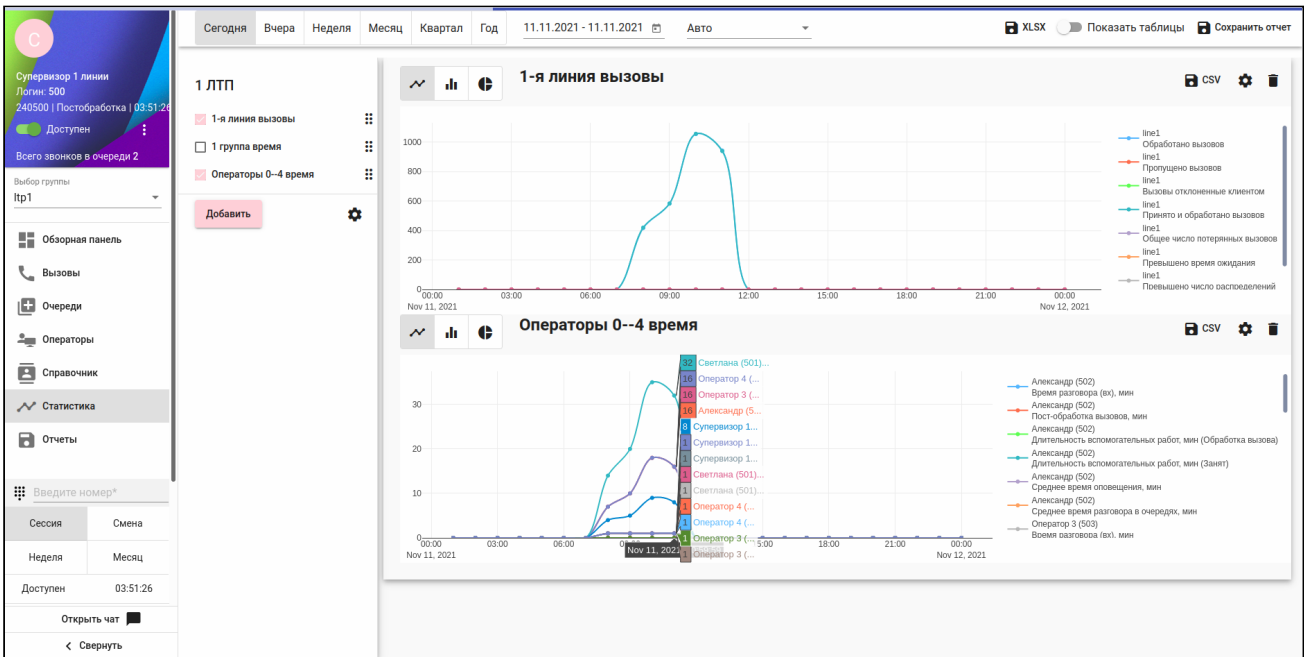 С
Супервизор 1 линии
Логин: 500
240500 | Постобработка | 03:51:26
Доступен
Всего звонков в очереди 2
Выбор группы
ltp1
Обзорная панель
Вызовы
Очереди
Операторы
Справочник
Статистика
Отчеты
Введите номер*
Сессия Смена
Неделя Месяц
Доступен 03:51:26
Открыть чат
Свернуть
Сегодня Вчера Неделя Месяц Квартал Год 11.11.2021 - 11.11.2021 Авто XLSX Показать таблицы Сохранить отчет
1 ЛТП
1-я линия вызовы
1 группа время
Операторы 0--4 время
Добавить
1-я линия вызовы CSV
1000
800
600
400
200
0
00:00 03:00 06:00 09:00 12:00 15:00 18:00 21:00 00:00
Nov 11, 2021 Nov 12, 2021
line1
Обработано вызовов
line1
Пропущено вызовов
line1
Вызовы отклоненные клиентом
line1
Принято и обработано вызовов
line1
Общее число потерянных вызовов
line1
Превышено время ожидания
line1
Превышено число распределений
Операторы 0--4 время CSV
30
20
10
0
00:00 03:00 06:00 5:00 18:00 21:00 00:00
Nov 11, 2021 Nov 12, 2021
32 Светлана (501)...
16 Оператор 4 (...
16 Оператор 3 (...
16 Александр (5...
8 Супервизор 1...
1 Супервизор 1...
1 Супервизор 1...
1 Светлана (501)...
1 Светлана (501)...
1 Оператор 4 (...
1 Оператор 4 (...
1 Оператор 3 (...
1 Оператор 3 (...
Александр (502)
Время разговора (вх), мин
Александр (502)
Пост-обработка вызовов, мин
Александр (502)
Длительность вспомогательных работ, мин (Обработка вызова)
Александр (502)
Длительность вспомогательных работ, мин (Занят)
Александр (502)
Среднее время оповещения, мин
Александр (502)
Среднее время разговора в очередях, мин
Оператор 3 (503)
Время разговора (вх), мин